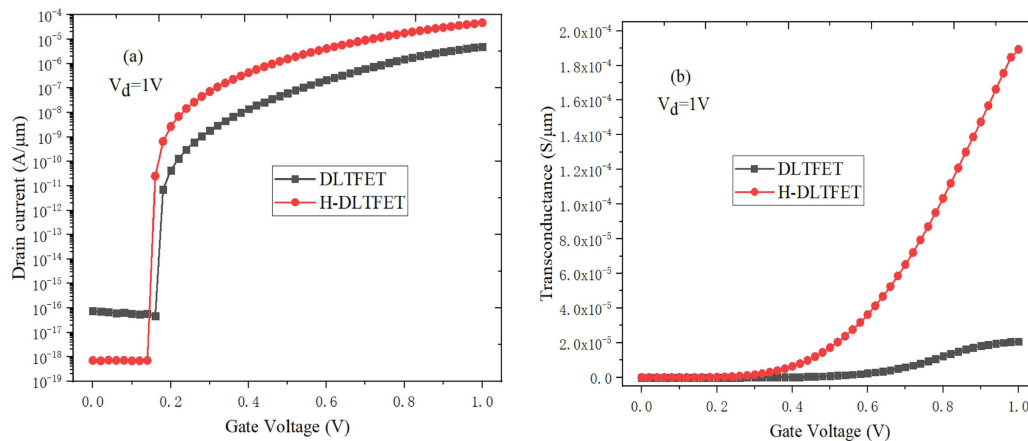 (a)
V_d=1V
DLTFET
H-DLTFET
Drain current (A/μm)
10^-4
10^-5
10^-6
10^-7
10^-8
10^-9
10^-10
10^-11
10^-12
10^-13
10^-14
10^-15
10^-16
10^-17
10^-18
10^-19
0.0 0.2 0.4 0.6 0.8 1.0
Gate Voltage (V)
(b)
V_d=1V
DLTFET
H-DLTFET
Transconductance (S/μm)
2.0x10^-4
1.8x10^-4
1.6x10^-4
1.4x10^-4
1.2x10^-4
1.0x10^-4
8.0x10^-5
6.0x10^-5
4.0x10^-5
2.0x10^-5
0.0
0.0 0.2 0.4 0.6 0.8 1.0
Gate Voltage (V)